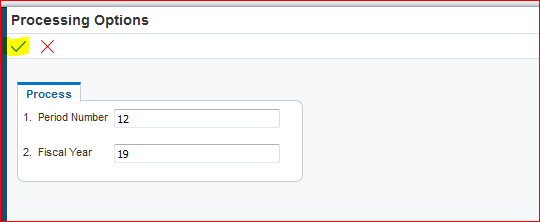 Processing Options
Process
1. Period Number 12
2. Fiscal Year 19